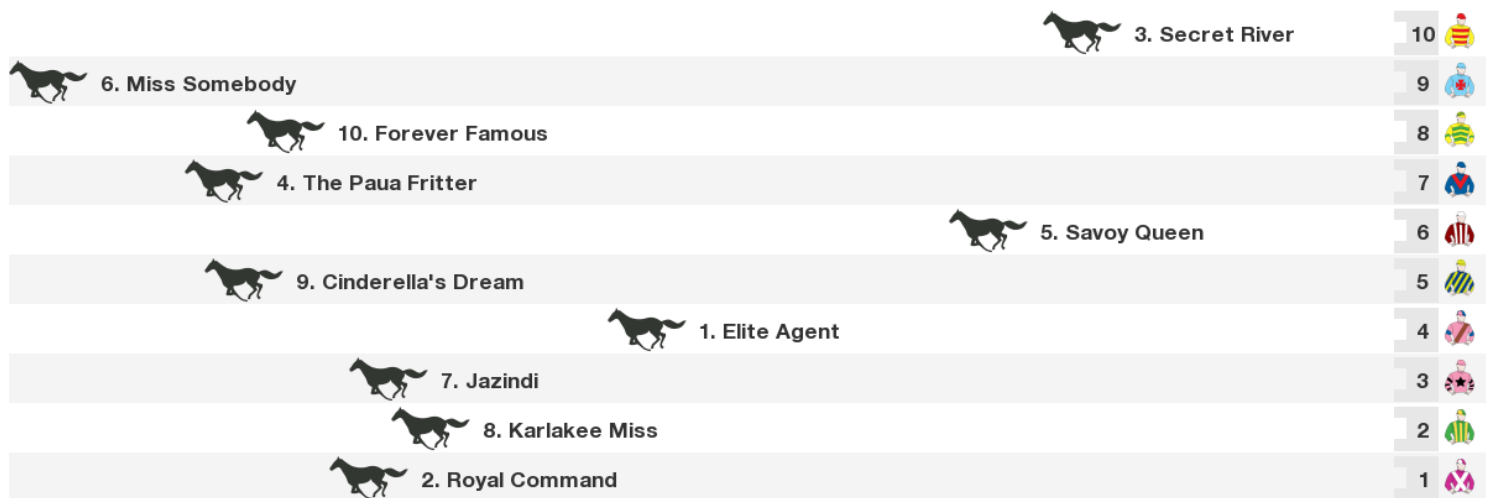 3. Secret River 10
6. Miss Somebody 9
10. Forever Famous 8
4. The Paua Fritter 7
5. Savoy Queen 6
9. Cinderella's Dream 5
1. Elite Agent 4
7. Jazindi 3
8. Karlakee Miss 2
2. Royal Command 1